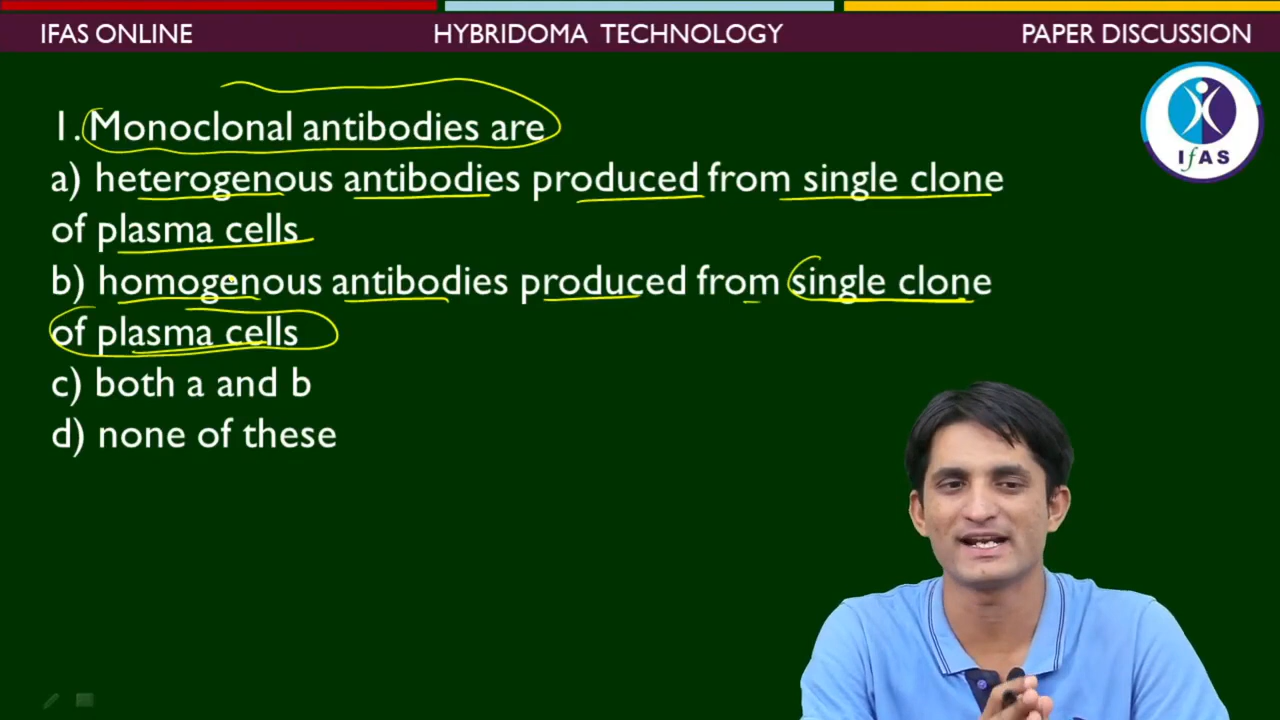 IFAS ONLINE HYBRIDOMA TECHNOLOGY PAPER DISCUSSION
IfAS
1. Monoclonal antibodies are
a) heterogenous antibodies produced from single clone
of plasma cells
b) homogenous antibodies produced from single clone
of plasma cells
c) both a and b
d) none of these